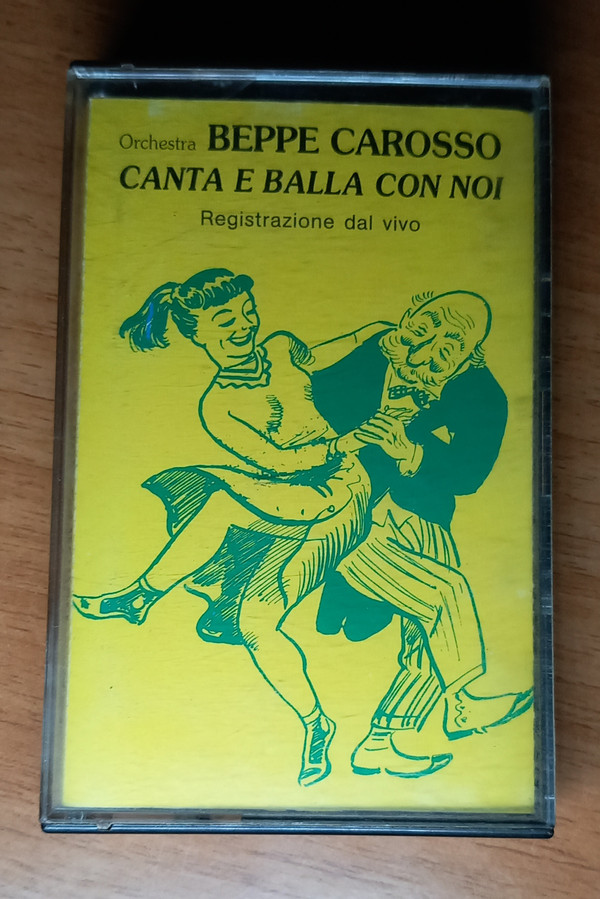 Orchestra BEPPE CAROSSO
CANTA E BALLA CON NOI
Registrazione dal vivo